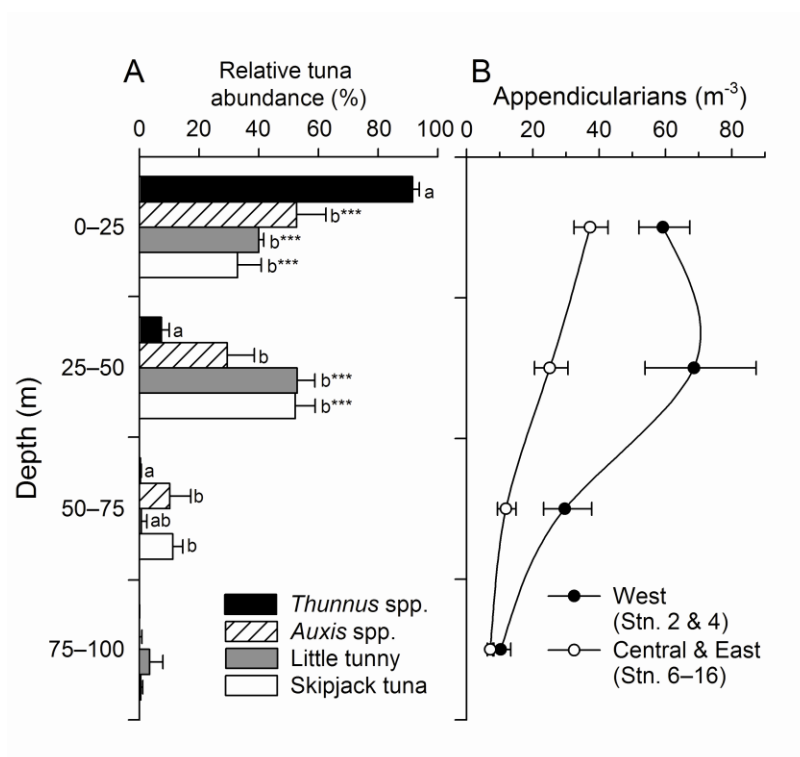 A
Relative tuna
abundance (%)
0 20 40 60 80 100
B
Appendicularians (m-3)
0 20 40 60 80
Depth (m)
0–25
a
b***
b***
b***
25–50
a
b
b***
b***
50–75
a
b
ab
b
75–100
Thunnus spp.
Auxis spp.
Little tunny
Skipjack tuna
West
(Stn. 2 & 4)
Central & East
(Stn. 6–16)